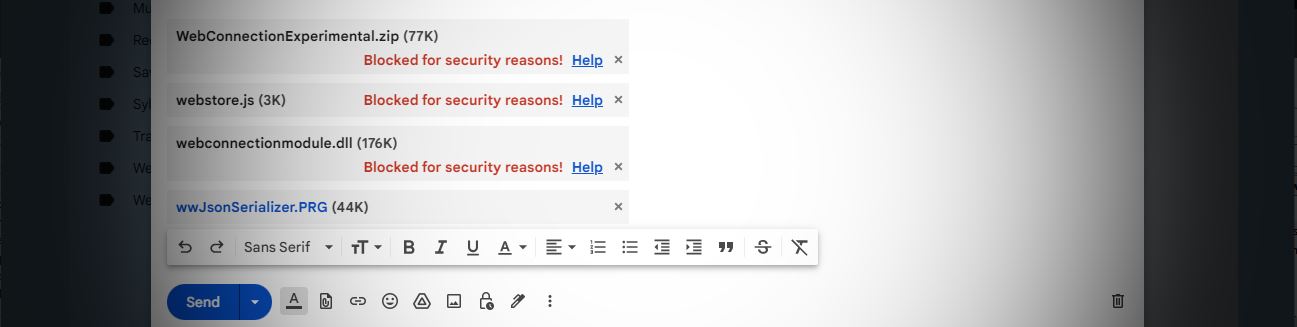 Mu
Re
WebConnectionExperimental.zip (77K)
Blocked for security reasons! Help ×
Sa
webstore.js (3K) Blocked for security reasons! Help ×
Syl
Tra
webconnectionmodule.dll (176K)
We
Blocked for security reasons! Help ×
We
wwJsonSerializer.PRG (44K) ×
Sans Serif
Send